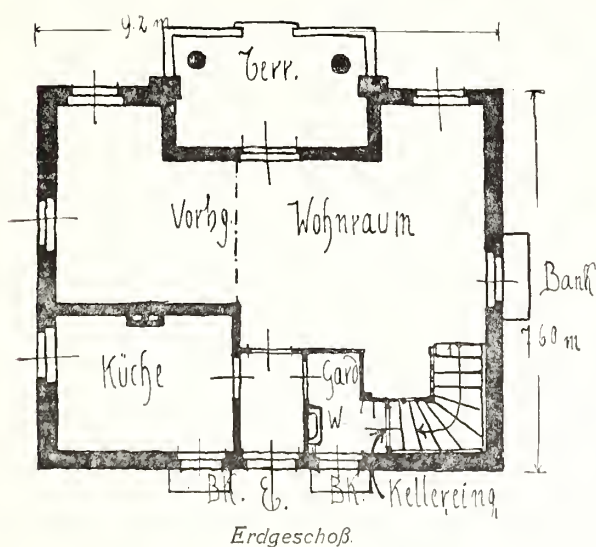 9.2 m
Terr.
Vorhg.
Wohnraum
Bank
7 60 m
Küche
Gard
W.
BK.
E.
BK.
Kellereing
Erdgeschoß.